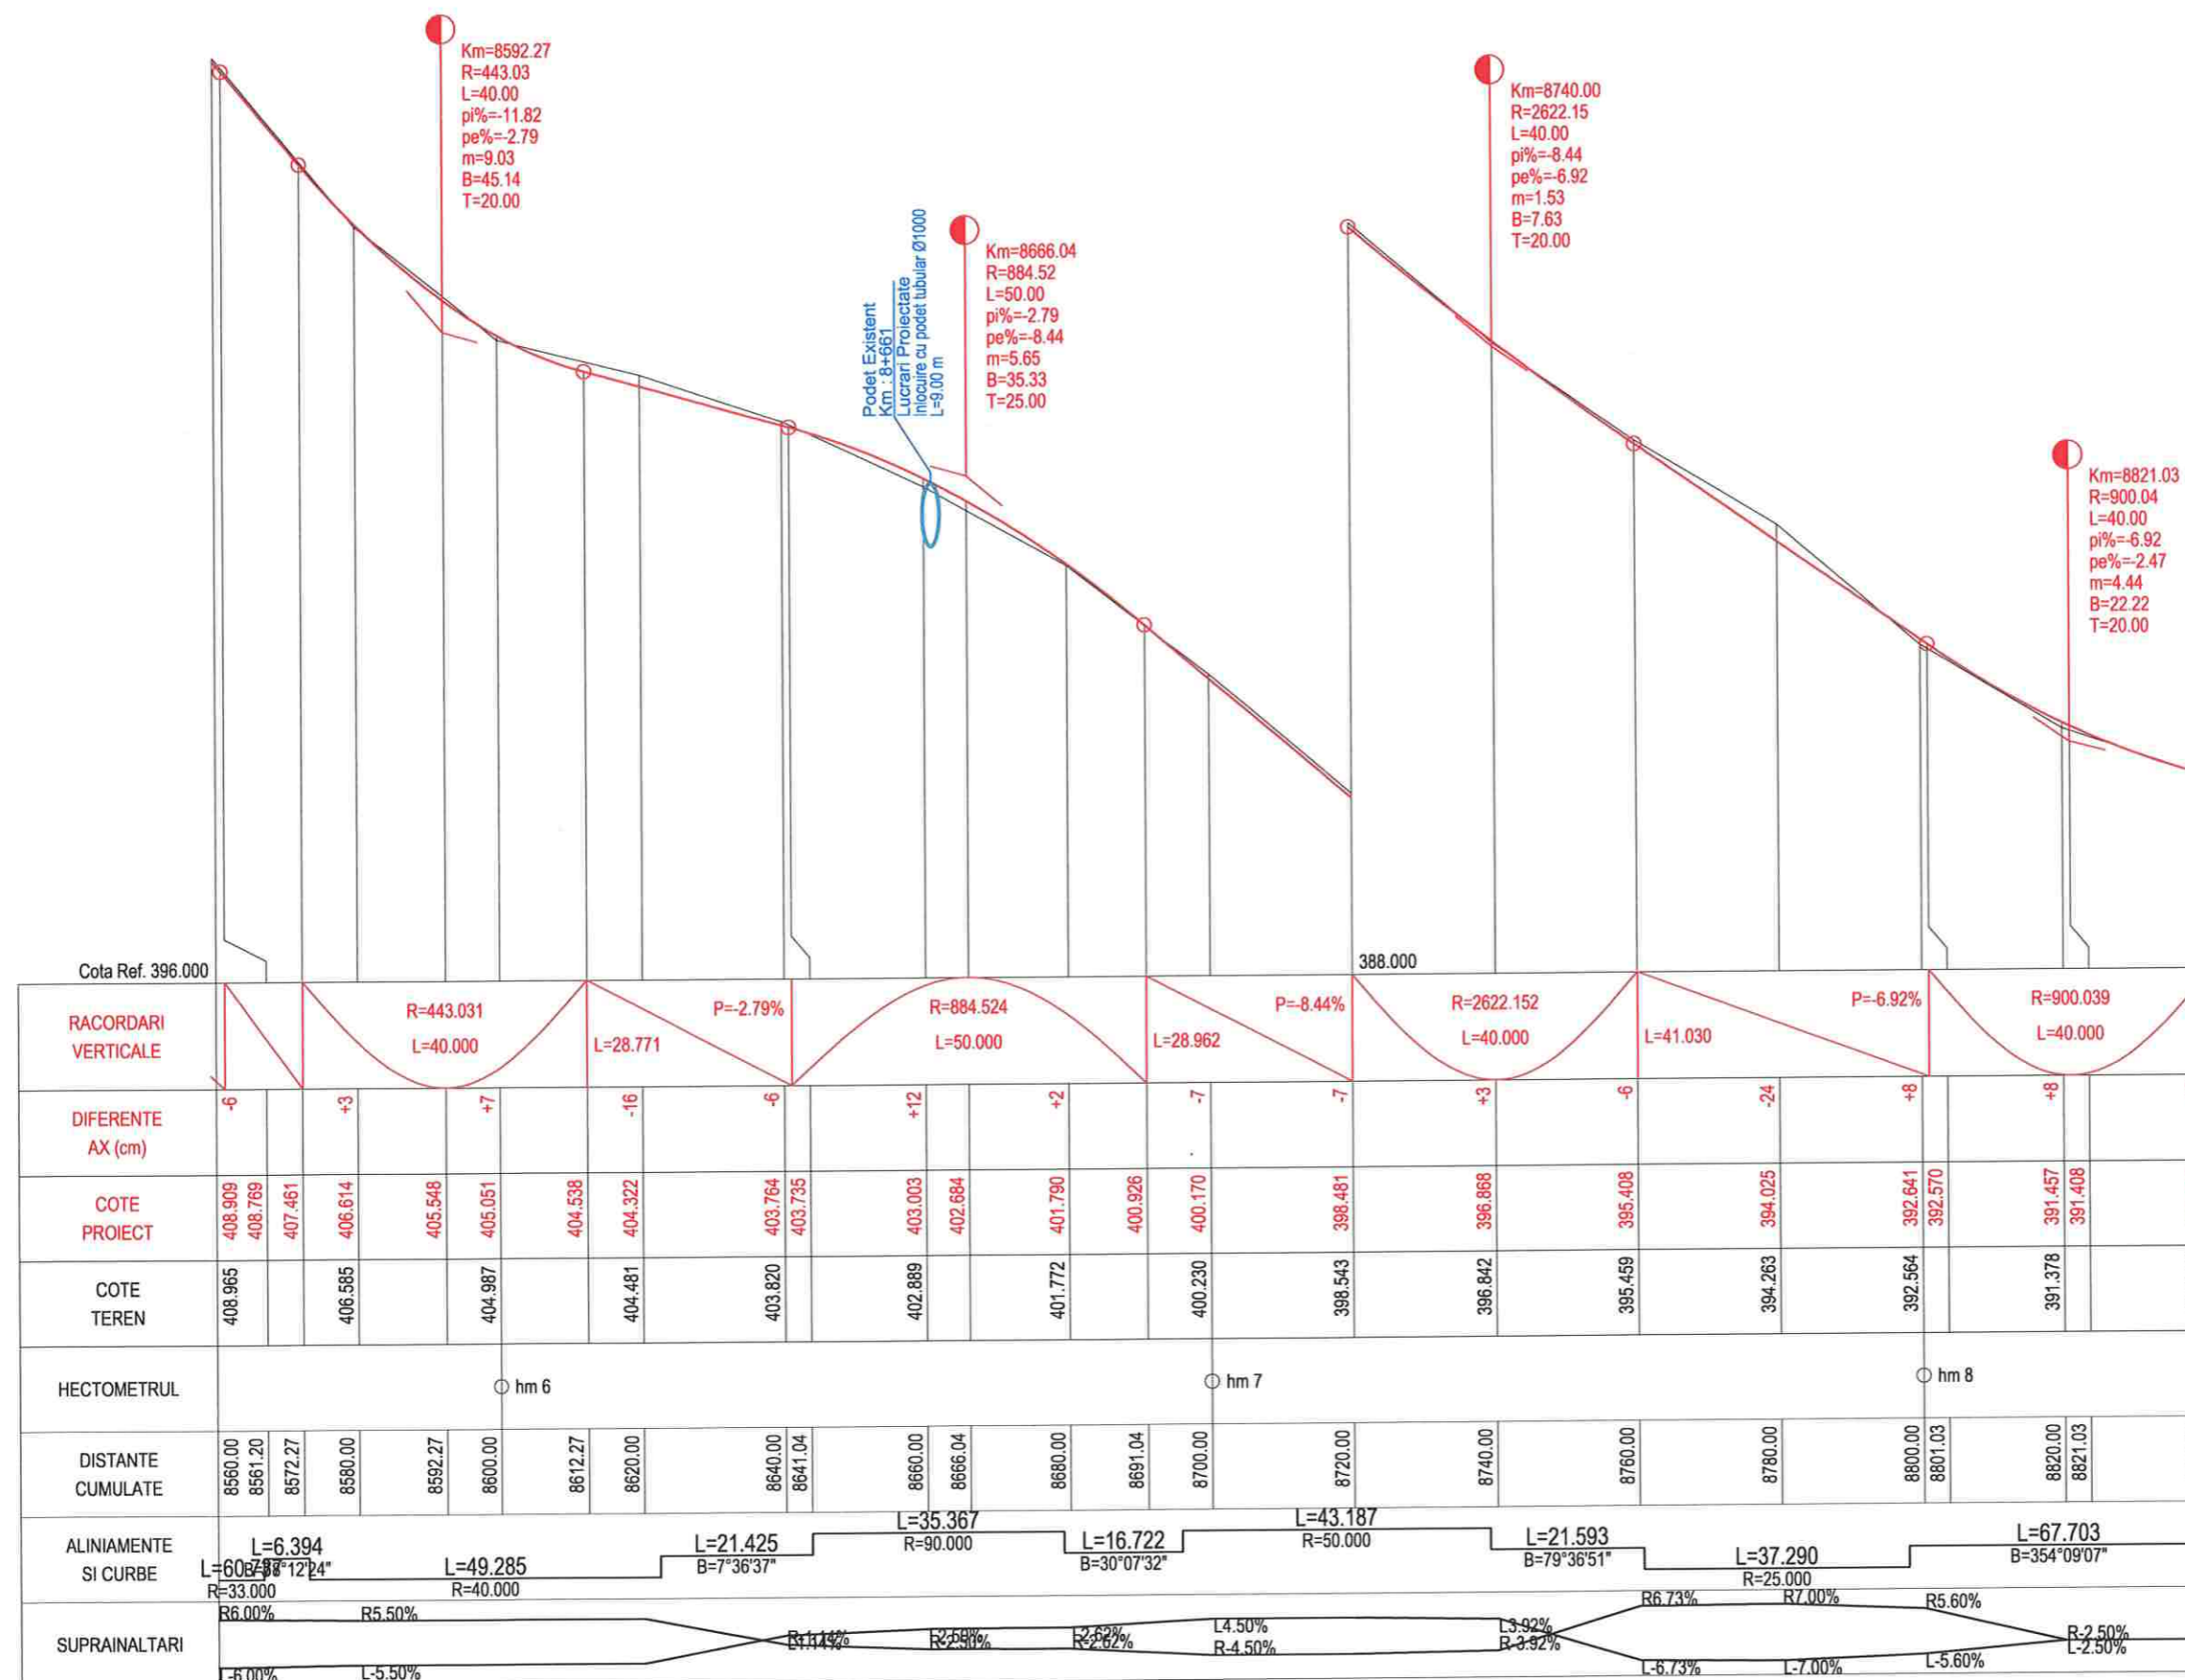 Km=8592.27
R=443.03
L=40.00
pi%=-11.82
pe%=-2.79
m=9.03
B=45.14
T=20.00
Podet Existent
Km : 8+661
Lucrari Proiectate
Inlocuire cu podet tubular Ø1000
L=9.00 m
Km=8666.04
R=884.52
L=50.00
pi%=-2.79
pe%=-8.44
m=5.65
B=35.33
T=25.00
Km=8740.00
R=2622.15
L=40.00
pi%=-8.44
pe%=-6.92
m=1.53
B=7.63
T=20.00
Km=8821.03
R=900.04
L=40.00
pi%=-6.92
pe%=-2.47
m=4.44
B=22.22
T=20.00
Cota Ref. 396.000
388.000
RACORDARI
VERTICALE
R=443.031
L=40.000
L=28.771
P=-2.79%
R=884.524
L=50.000
L=28.962
P=-8.44%
R=2622.152
L=40.000
L=41.030
P=-6.92%
R=900.039
L=40.000
DIFERENTE
AX (cm)
-6 +3 +7 -16 -6 +12 +2 -7 -7 +3 -6 -24 +8 +8
COTE
PROIECT
408.909 408.769 407.461 406.614 405.548 405.051 404.538 404.322 403.764 403.735 403.003 402.684 401.790 400.926 400.170 398.481 396.868 395.408 394.025 392.641 392.570 391.457 391.408
COTE
TEREN
408.965 406.585 404.987 404.481 403.820 402.889 401.772 400.230 398.543 396.842 395.459 394.263 392.564 391.378
HECTOMETRUL
hm 6
hm 7
hm 8
DISTANTE
CUMULATE
8560.00 8561.20 8572.27 8580.00 8592.27 8600.00 8612.27 8620.00 8640.00 8641.04 8660.00 8666.04 8680.00 8691.04 8700.00 8720.00 8740.00 8760.00 8780.00 8800.00 8801.03 8820.00 8821.03
ALINIAMENTE
SI CURBE
R=33.000
L=6.394
L=49.285
R=40.000
L=21.425
B=7°36'37"
L=35.367
R=90.000
L=16.722
B=30°07'32"
L=43.187
R=50.000
L=21.593
B=79°36'51"
L=37.290
R=25.000
L=67.703
B=354°09'07"
SUPRAINALTARI
R6.00%
L-6.00%
R5.50%
L-5.50%
R-2.50%
R-2.62%
L4.50%
R-4.50%
L3.92%
R-3.92%
R6.73%
L-6.73%
R7.00%
L-7.00%
R5.60%
L-5.60%
R-2.50%
L-2.50%